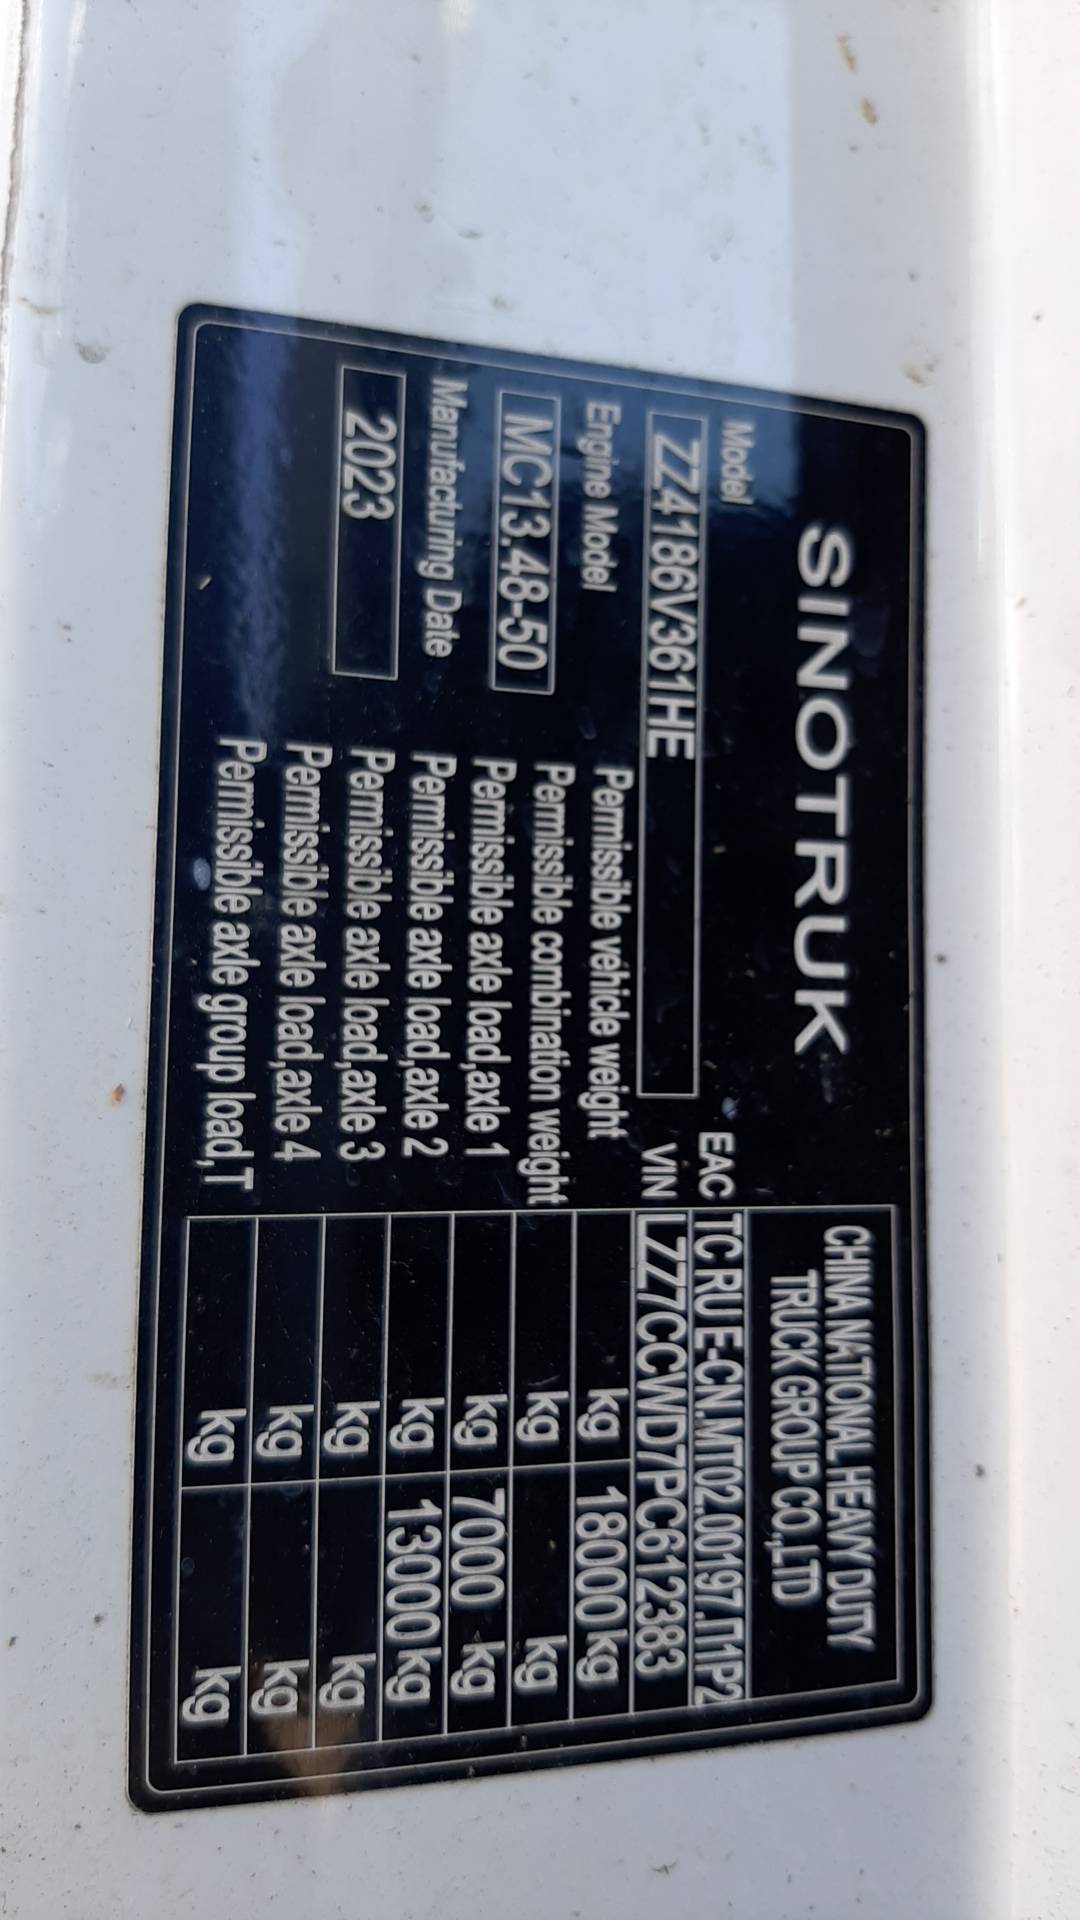 SINOTRUK
CHINA NATIONAL HEAVY DUTY
TRUCK GROUP CO.,LTD
Model
EAC TC RU E-CN.MT02.00197.П1P2
ZZ4186V361HE
VIN LZZ7CCWD7PC612383
Engine Model
MC13.48-50
Manufacturing Date
2023
Permissible vehicle weight kg 18000 kg
Permissible combination weight kg kg
Permissible axle load,axle 1 kg 7000 kg
Permissible axle load,axle 2 kg 13000 kg
Permissible axle load,axle 3 kg kg
Permissible axle load,axle 4 kg kg
Permissible axle group load,T kg kg